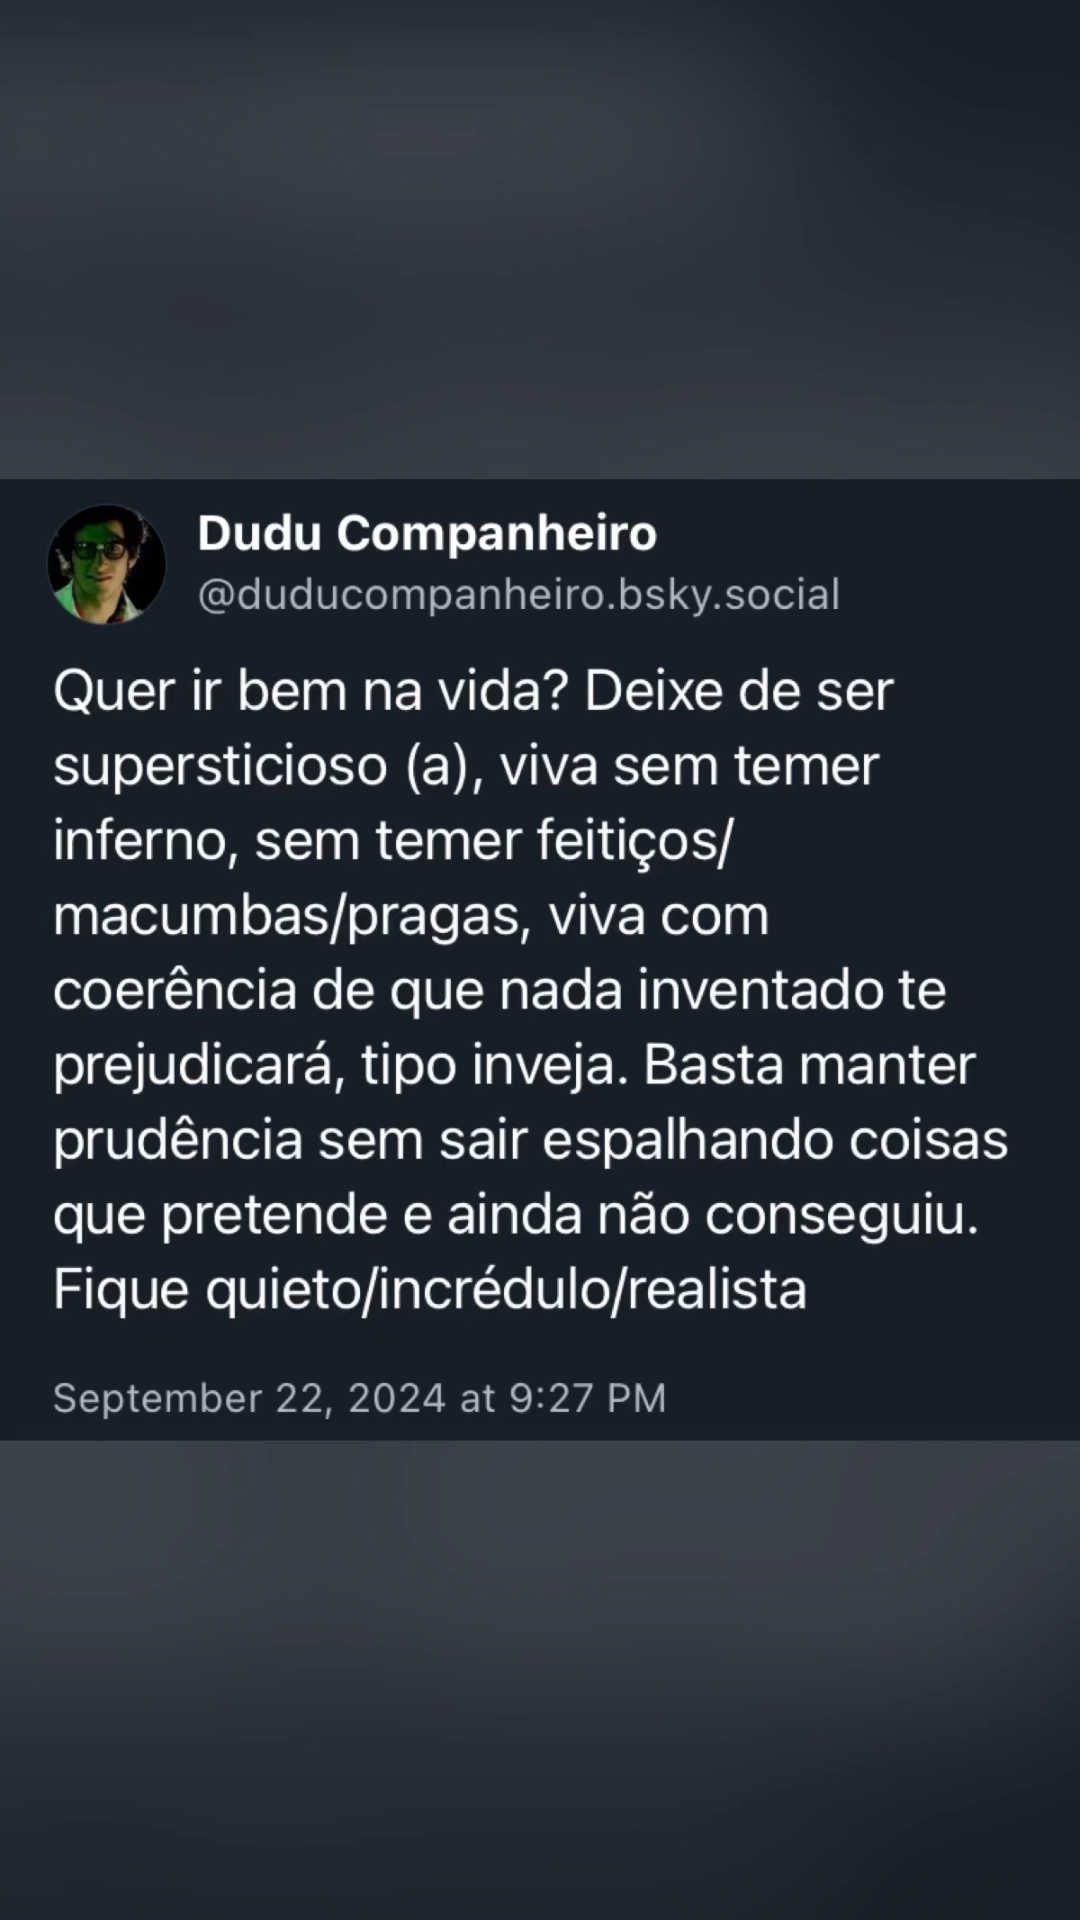 Dudu Companheiro
@duducompanheiro.bsky.social
Quer ir bem na vida? Deixe de ser
supersticioso (a), viva sem temer
inferno, sem temer feitiços/
macumbas/pragas, viva com
coerência de que nada inventado te
prejudicará, tipo inveja. Basta manter
prudência sem sair espalhando coisas
que pretende e ainda não conseguiu.
Fique quieto/incrédulo/realista
September 22, 2024 at 9:27 PM